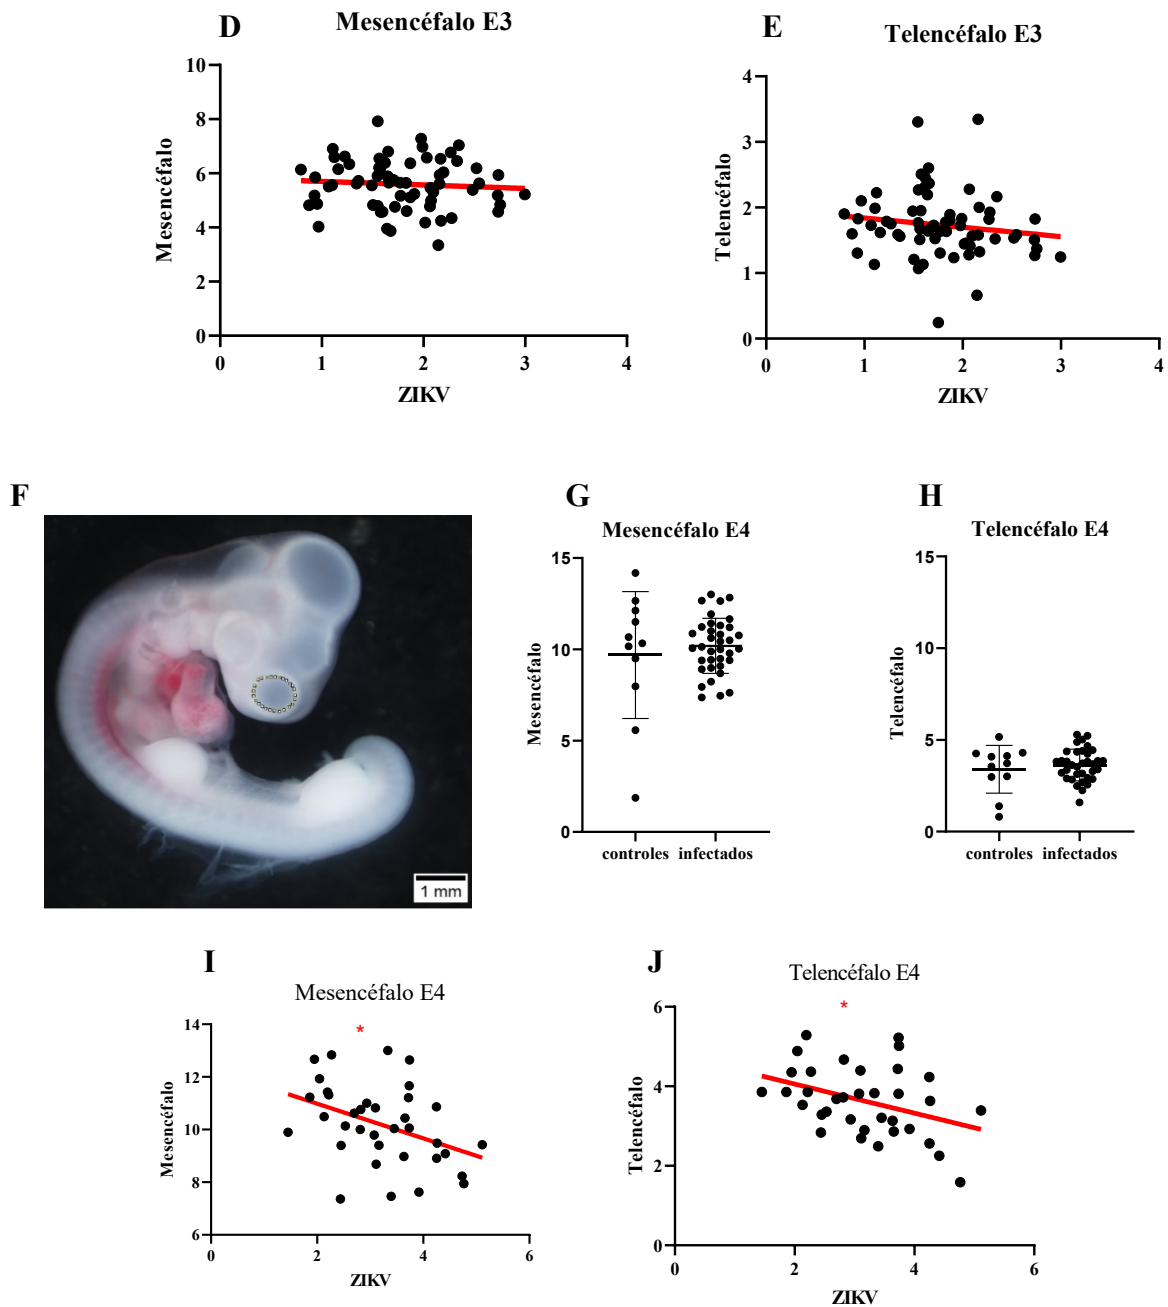 D
Mesencéfalo E3
E
Telencéfalo E3
10
8
6
4
2
0
Mesencéfalo
0 1 2 3 4
ZIKV
4
3
2
1
0
Telencéfalo
0 1 2 3 4
ZIKV
F
1 mm
G
Mesencéfalo E4
15
10
5
0
Mesencéfalo
controles infectados
H
Telencéfalo E4
15
10
5
0
Telencéfalo
controles infectados
I
Mesencéfalo E4
*
14
12
10
8
6
Mesencéfalo
0 2 4 6
ZIKV
J
Telencéfalo E4
*
6
4
2
0
Telencéfalo
0 2 4 6
ZIKV